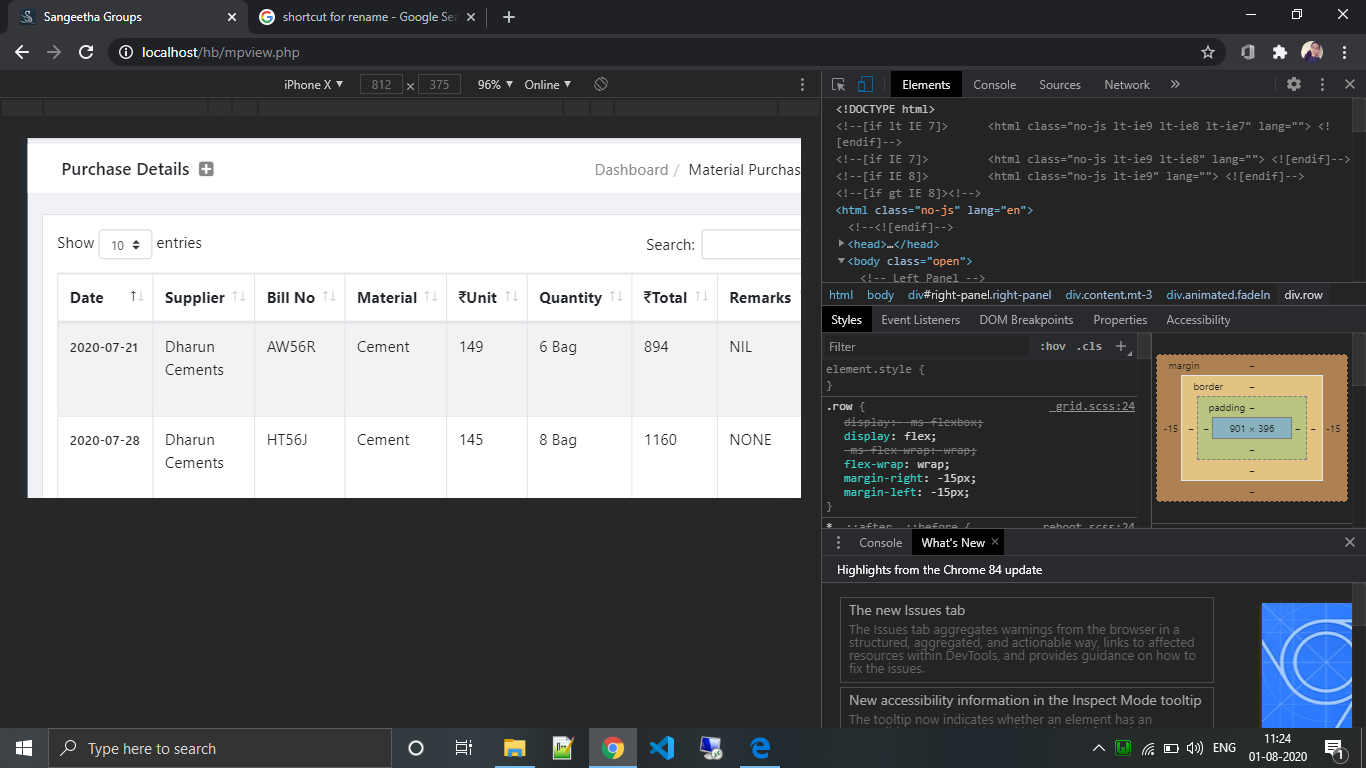 Sangeetha Groups
shortcut for rename - Google Sea
localhost/hb/mpview.php
iPhone X ▼ 812 × 375 96% ▼ Online ▼
Elements Console Sources Network »
Purchase Details
Dashboard / Material Purchas
Show 10 entries
Search:
Date Supplier Bill No Material ₹Unit Quantity ₹Total Remarks
2020-07-21 Dharun Cements AW56R Cement 149 6 Bag 894 NIL
2020-07-28 Dharun Cements HT56J Cement 145 8 Bag 1160 NONE
<!DOCTYPE html>
<!--[if lt IE 7]> <html class="no-js lt-ie9 lt-ie8 lt-ie7" lang=""> <!
[endif]-->
<!--[if IE 7]> <html class="no-js lt-ie9 lt-ie8" lang=""> <![endif]-->
<!--[if IE 8]> <html class="no-js lt-ie9" lang=""> <![endif]-->
<!--[if gt IE 8]><!-->
<html class="no-js" lang="en">
<!--<![endif]-->
<head>…</head>
<body class="open">
<!-- Left Panel -->
html body div#right-panel.right-panel div.content.mt-3 div.animated.fadeIn div.row
Styles Event Listeners DOM Breakpoints Properties Accessibility
Filter :hov .cls +
element.style {
}
.row { _grid.scss:24
display: -ms-flexbox;
display: flex;
-ms-flex-wrap: wrap;
flex-wrap: wrap;
margin-right: -15px;
margin-left: -15px;
}
*, ::after, ::before { reboot.scss:24
margin –
border –
padding –
-15 – – 901 × 396 – – -15
–
–
–
Console What's New ×
Highlights from the Chrome 84 update
The new Issues tab
The Issues tab aggregates warnings from the browser in a
structured, aggregated, and actionable way, links to affected
resources within DevTools, and provides guidance on how to
fix the issues.
New accessibility information in the Inspect Mode tooltip
The tooltip now indicates whether an element has an
Type here to search
ENG
11:24
01-08-2020
1